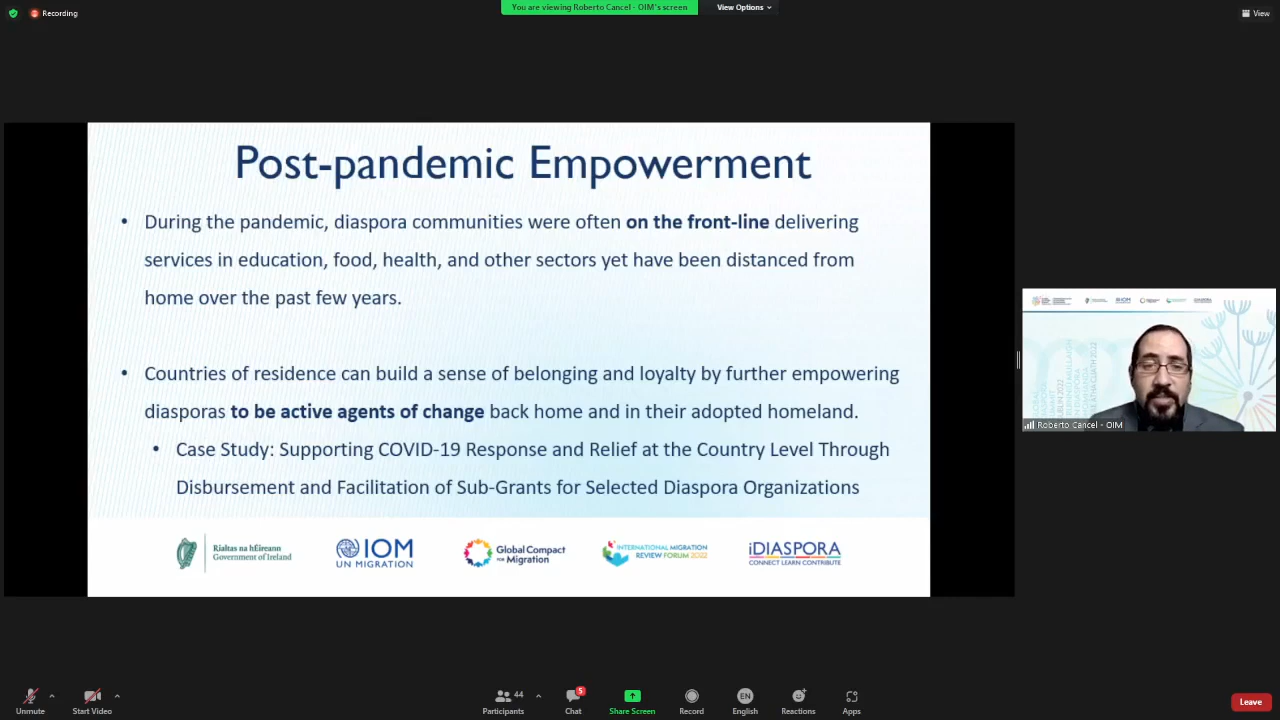 Recording
You are viewing Roberto Cancel - OIM's screen
View Options
View
Post-pandemic Empowerment
• During the pandemic, diaspora communities were often on the front-line delivering
services in education, food, health, and other sectors yet have been distanced from
home over the past few years.
• Countries of residence can build a sense of belonging and loyalty by further empowering
diasporas to be active agents of change back home and in their adopted homeland.
• Case Study: Supporting COVID-19 Response and Relief at the Country Level Through
Disbursement and Facilitation of Sub-Grants for Selected Diaspora Organizations
Rialtas na hÉireann
Government of Ireland
IOM
UN MIGRATION
Global Compact
FOR Migration
INTERNATIONAL MIGRATION
REVIEW FORUM 2022
iDIASPORA
CONNECT LEARN CONTRIBUTE
IOM
Roberto Cancel - OIM
Unmute
Start Video
44
Participants
5
Chat
Share Screen
Record
EN
English
Reactions
Apps
Leave